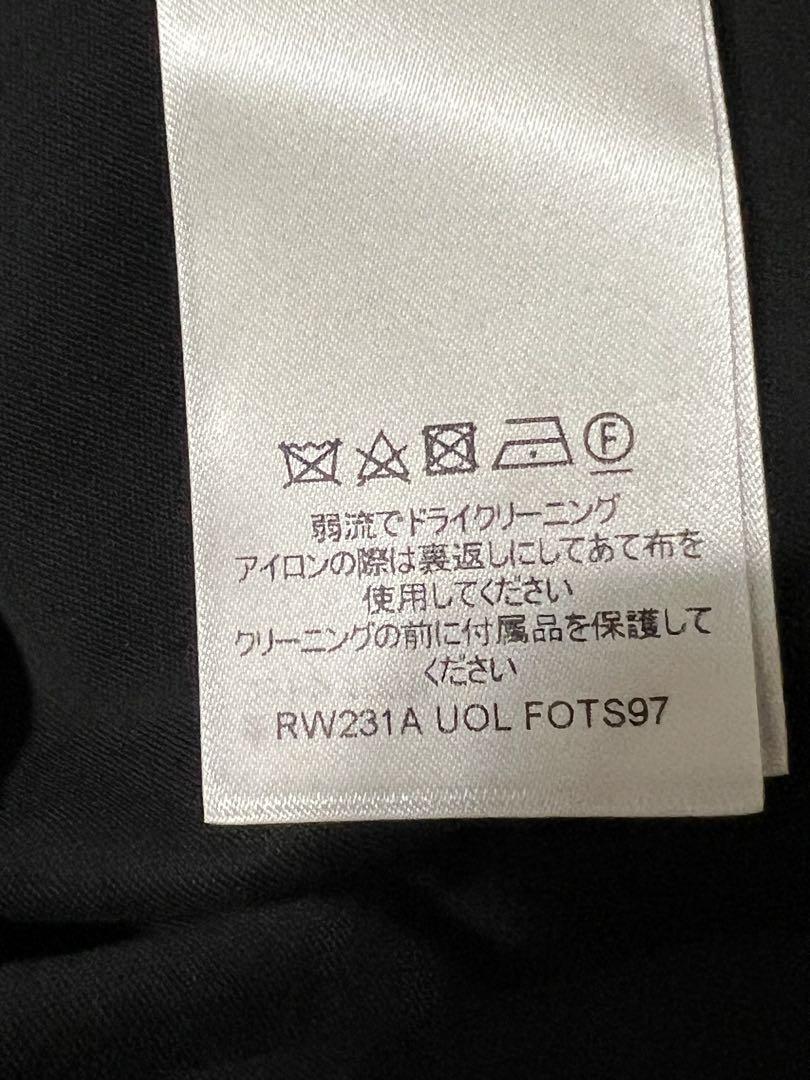 F
弱流でドライクリーニング
アイロンの際は裏返しにしてあて布を
使用してください
クリーニングの前に付属品を保護して
ください
RW231A UOL FOTS97